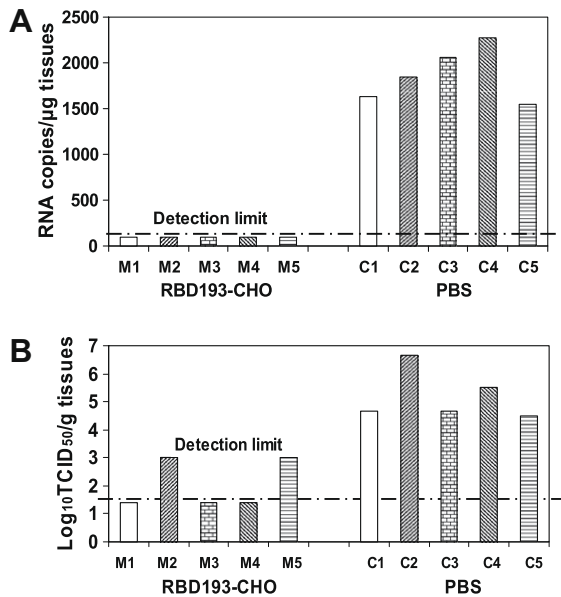 A
RNA copies/µg tissues
2500
2000
1500
1000
500
0
Detection limit
M1 M2 M3 M4 M5 C1 C2 C3 C4 C5
RBD193-CHO PBS
B
Log10TCID50/g tissues
7
6
5
4
3
2
1
0
Detection limit
M1 M2 M3 M4 M5 C1 C2 C3 C4 C5
RBD193-CHO PBS